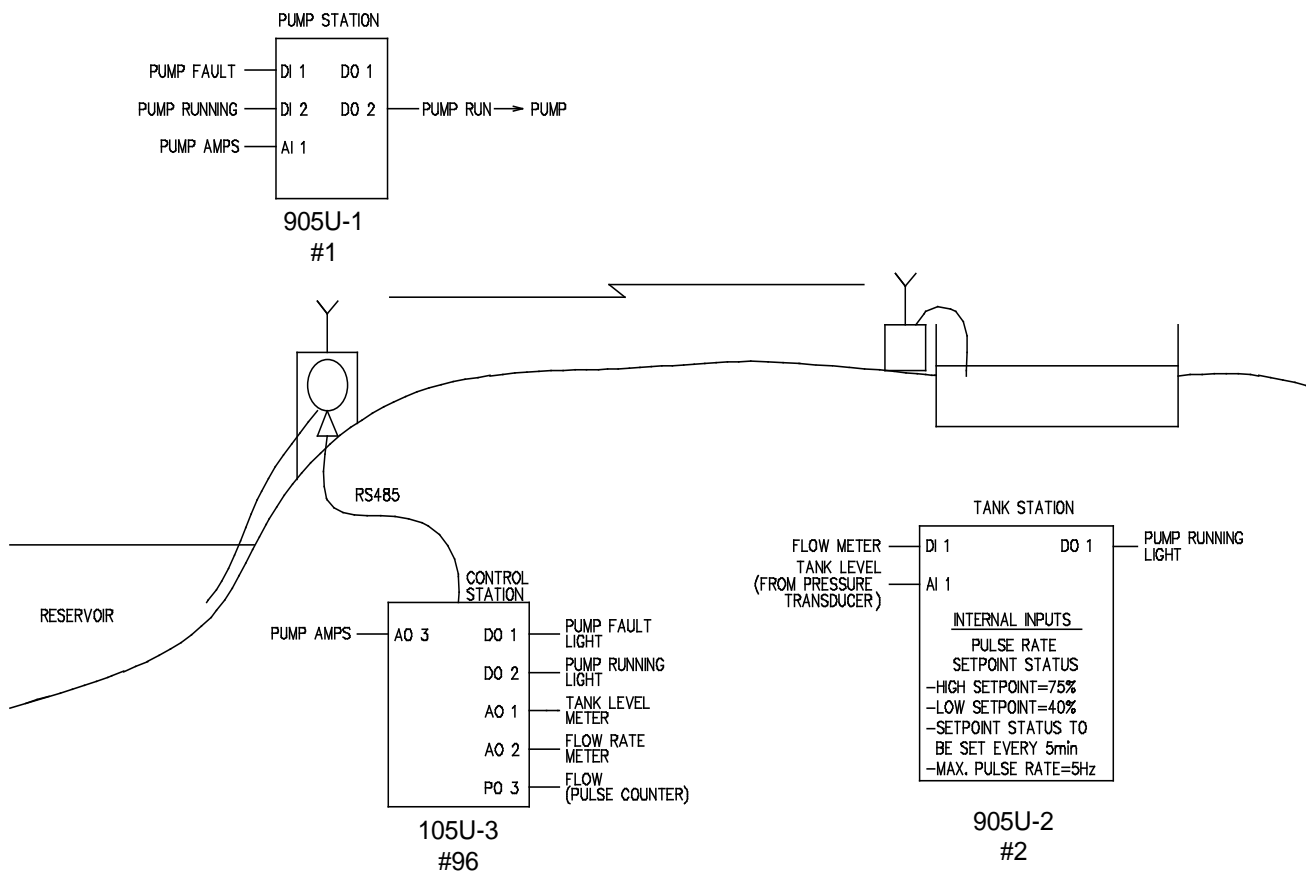 PUMP STATION
PUMP FAULT DI 1 DO 1
PUMP RUNNING DI 2 DO 2 PUMP RUN PUMP
PUMP AMPS AI 1
905U-1
#1
RS485
RESERVOIR
CONTROL
STATION
PUMP AMPS AO 3 DO 1 PUMP FAULT
LIGHT
DO 2 PUMP RUNNING
LIGHT
AO 1 TANK LEVEL
METER
AO 2 FLOW RATE
METER
PO 3 FLOW
(PULSE COUNTER)
105U-3
#96
TANK STATION
FLOW METER DI 1 DO 1 PUMP RUNNING
LIGHT
TANK LEVEL
(FROM PRESSURE AI 1
TRANSDUCER)
INTERNAL INPUTS
PULSE RATE
SETPOINT STATUS
-HIGH SETPOINT=75%
-LOW SETPOINT=40%
-SETPOINT STATUS TO
BE SET EVERY 5min
-MAX. PULSE RATE=5Hz
905U-2
#2